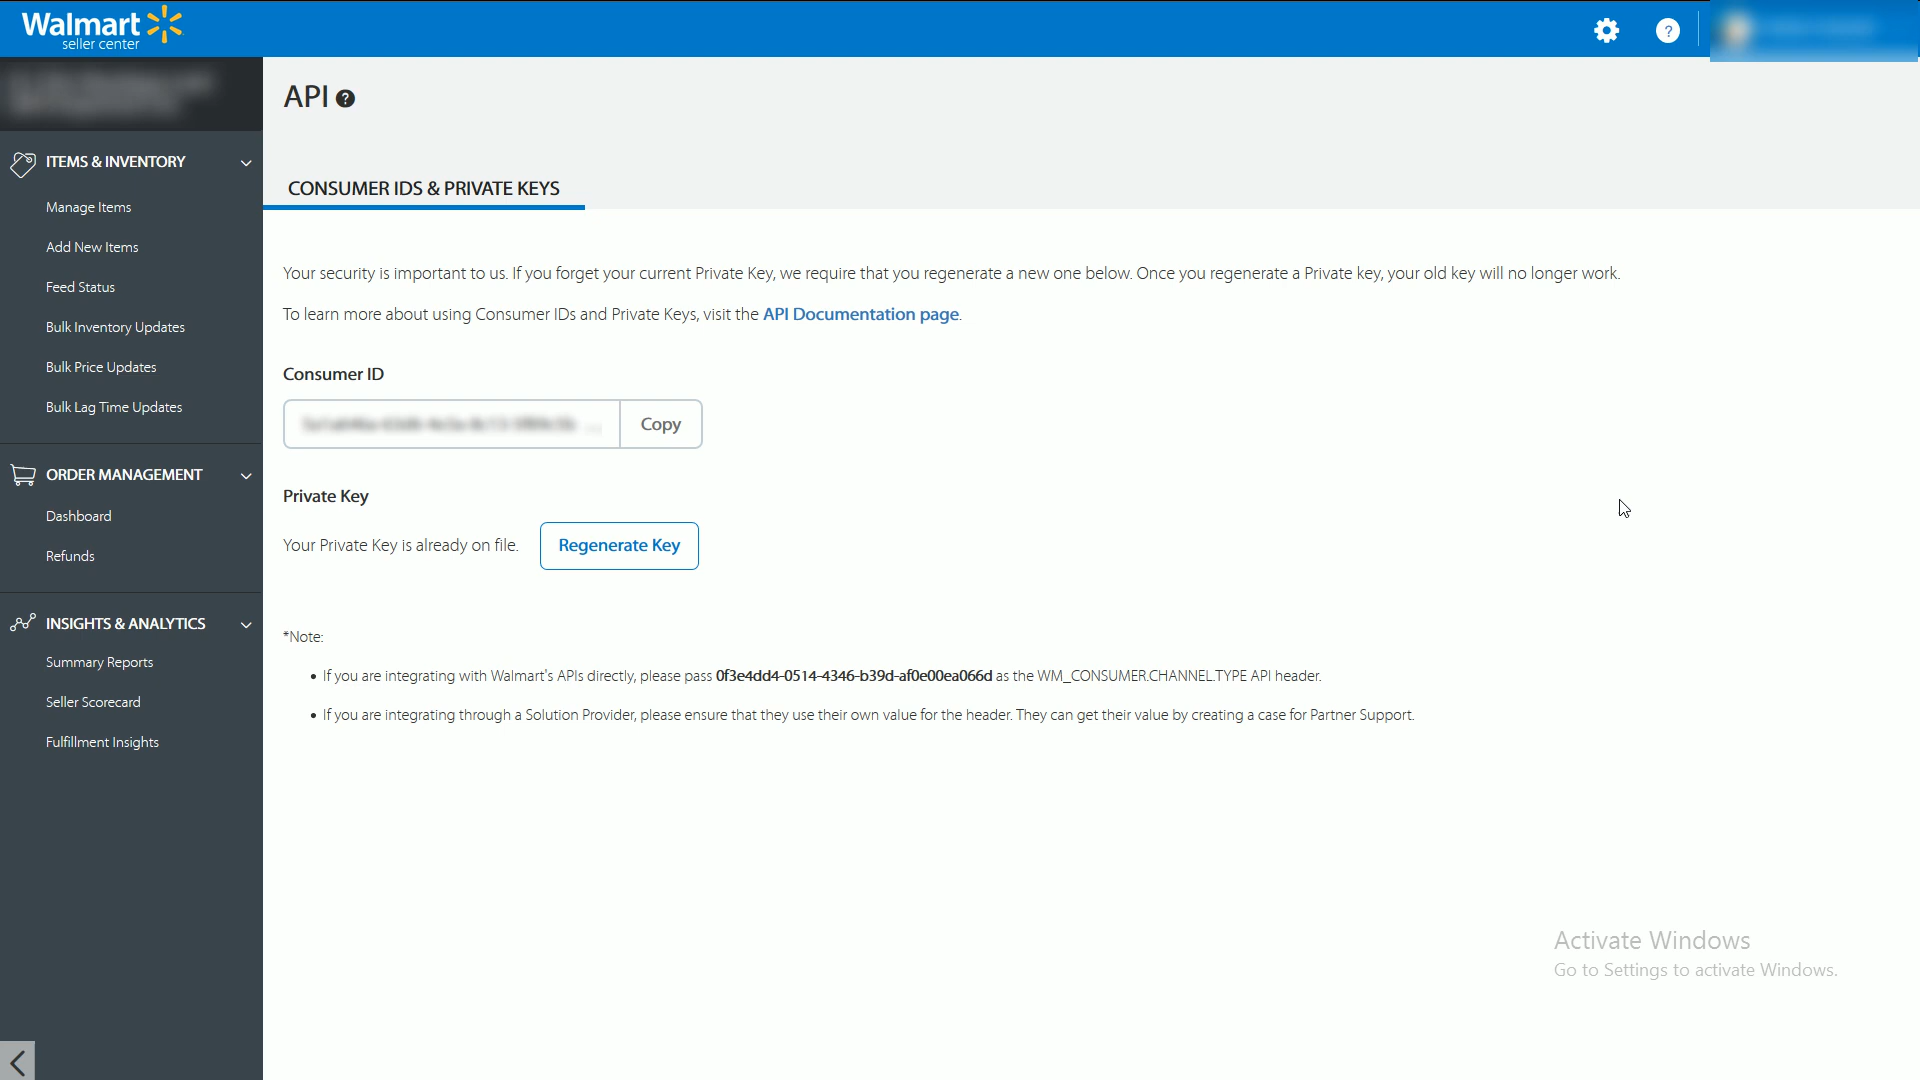 Walmart
seller center
?
API ?
ITEMS & INVENTORY
Manage Items
Add New Items
Feed Status
Bulk Inventory Updates
Bulk Price Updates
Bulk Lag Time Updates
ORDER MANAGEMENT
Dashboard
Refunds
INSIGHTS & ANALYTICS
Summary Reports
Seller Scorecard
Fulfillment Insights
CONSUMER IDS & PRIVATE KEYS
Your security is important to us. If you forget your current Private Key, we require that you regenerate a new one below. Once you regenerate a Private key, your old key will no longer work.
To learn more about using Consumer IDs and Private Keys, visit the API Documentation page.
Consumer ID
Copy
Private Key
Your Private Key is already on file.
Regenerate Key
*Note:
• If you are integrating with Walmart's APIs directly, please pass 0f3e4dd4-0514-4346-b39d-af0e00ea066d as the WM_CONSUMER.CHANNEL.TYPE API header.
• If you are integrating through a Solution Provider, please ensure that they use their own value for the header. They can get their value by creating a case for Partner Support.
Activate Windows
Go to Settings to activate Windows.